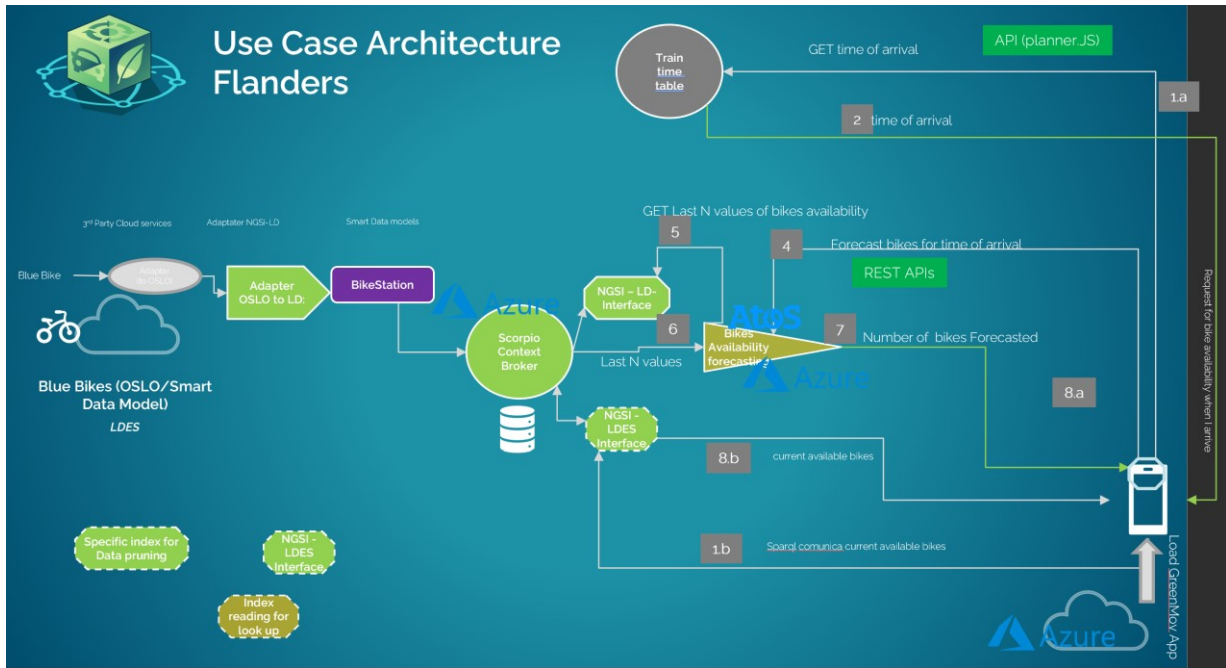 Use Case Architecture
Flanders
Train
time
table
GET time of arrival
API (planner.JS)
1.a
2
time of arrival
3rd Party Cloud services
Adaptater NGSI-LD
Smart Data models
GET Last N values of bikes availability
5
4
Forecast bikes for time of arrival
REST APIs
Request for bike availability when I arrive
Blue Bike
Adapter
(to OSLO)
Adapter
OSLO to LD:
BikeStation
Azure
NGSI – LD-
Interface
Scorpio
Context
Broker
6
Last N values
AtoS
Bikes
Availability
forecasting
Azure
7
Number of bikes Forecasted
Blue Bikes (OSLO/Smart
Data Model)
LDES
NGSI -
LDES
Interface
8.a
8.b
current available bikes
1.b
Sparql comunica current available bikes
Specific index for
Data pruning
NGSI -
LDES
Interface
Index
reading for
look up
Load GreenMov App
Azure